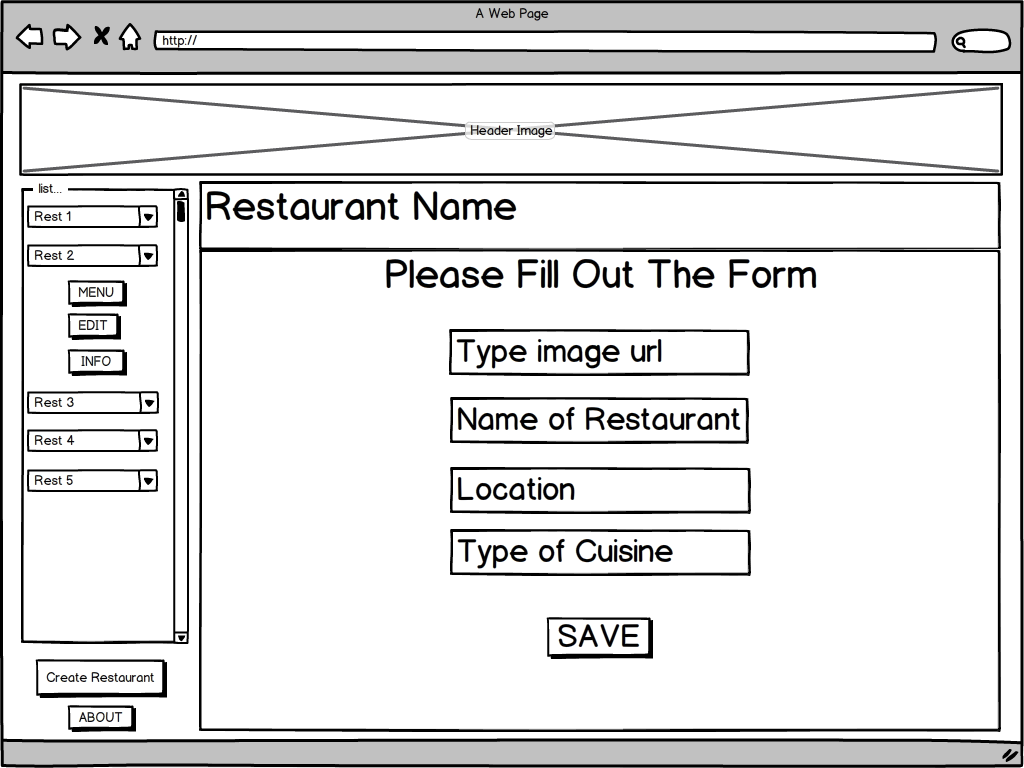 A Web Page
http://
Header Image
list...
Rest 1
Rest 2
MENU
EDIT
INFO
Rest 3
Rest 4
Rest 5
Create Restaurant
ABOUT
Restaurant Name
Please Fill Out The Form
Type image url
Name of Restaurant
Location
Type of Cuisine
SAVE